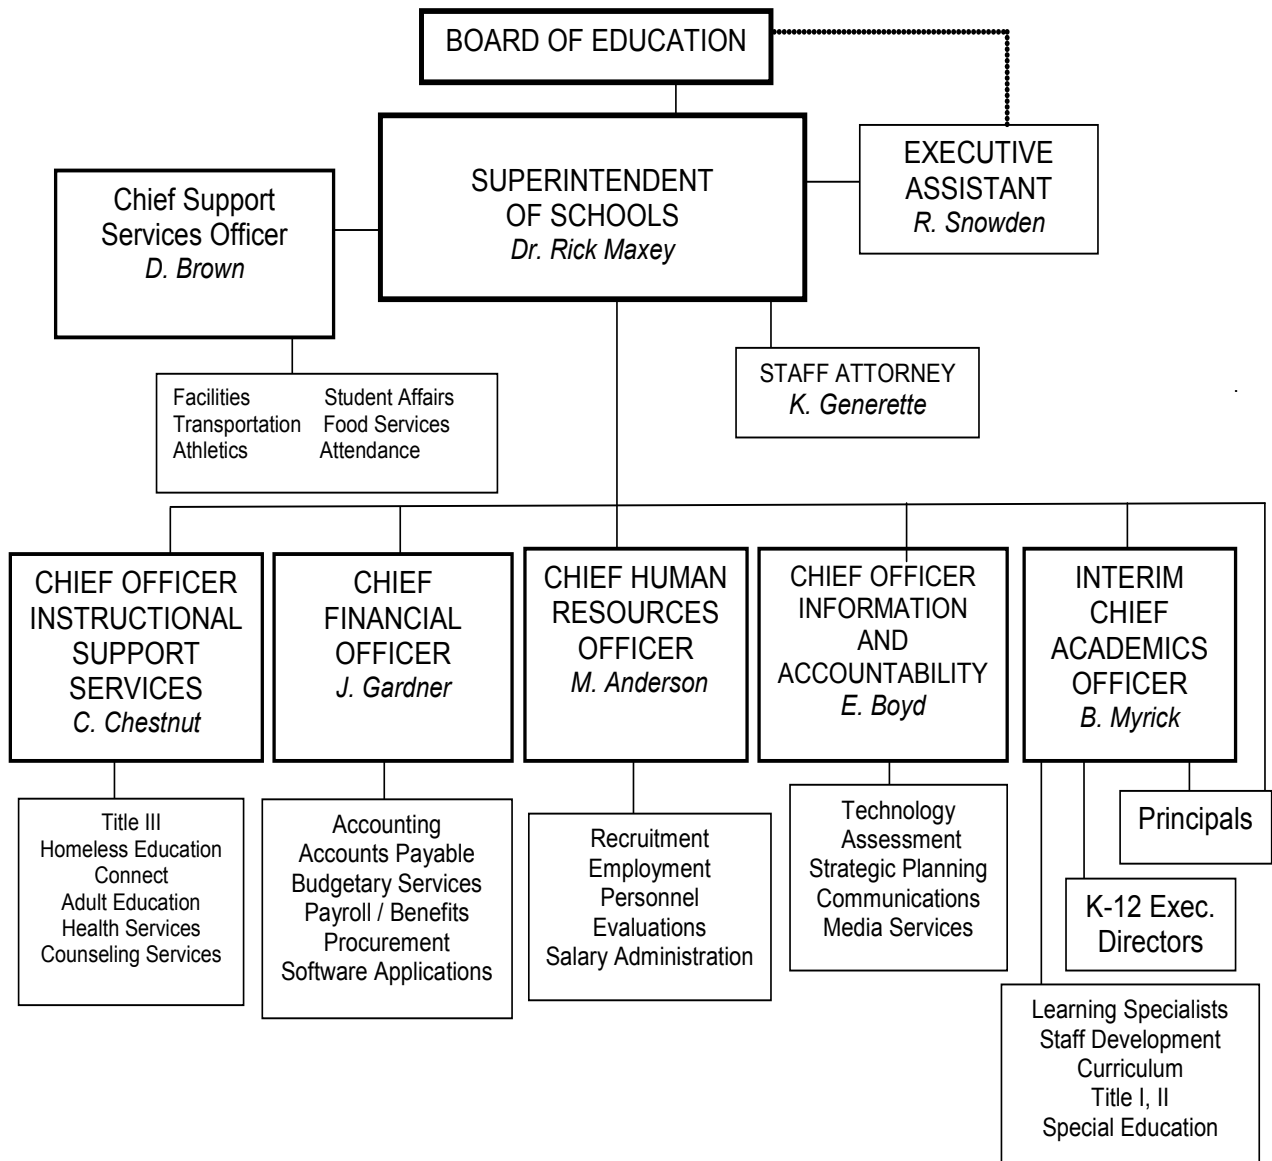 BOARD OF EDUCATION
SUPERINTENDENT
OF SCHOOLS
Dr. Rick Maxey
EXECUTIVE
ASSISTANT
R. Snowden
Chief Support
Services Officer
D. Brown
STAFF ATTORNEY
K. Generette
Facilities Student Affairs
Transportation Food Services
Athletics Attendance
CHIEF OFFICER
INSTRUCTIONAL
SUPPORT
SERVICES
C. Chestnut
CHIEF
FINANCIAL
OFFICER
J. Gardner
CHIEF HUMAN
RESOURCES
OFFICER
M. Anderson
CHIEF OFFICER
INFORMATION
AND
ACCOUNTABILITY
E. Boyd
INTERIM
CHIEF
ACADEMICS
OFFICER
B. Myrick
Title III
Homeless Education
Connect
Adult Education
Health Services
Counseling Services
Accounting
Accounts Payable
Budgetary Services
Payroll / Benefits
Procurement
Software Applications
Recruitment
Employment
Personnel
Evaluations
Salary Administration
Technology
Assessment
Strategic Planning
Communications
Media Services
Principals
K-12 Exec.
Directors
Learning Specialists
Staff Development
Curriculum
Title I, II
Special Education